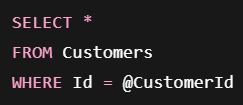 SELECT *
FROM Customers
WHERE Id = @CustomerId